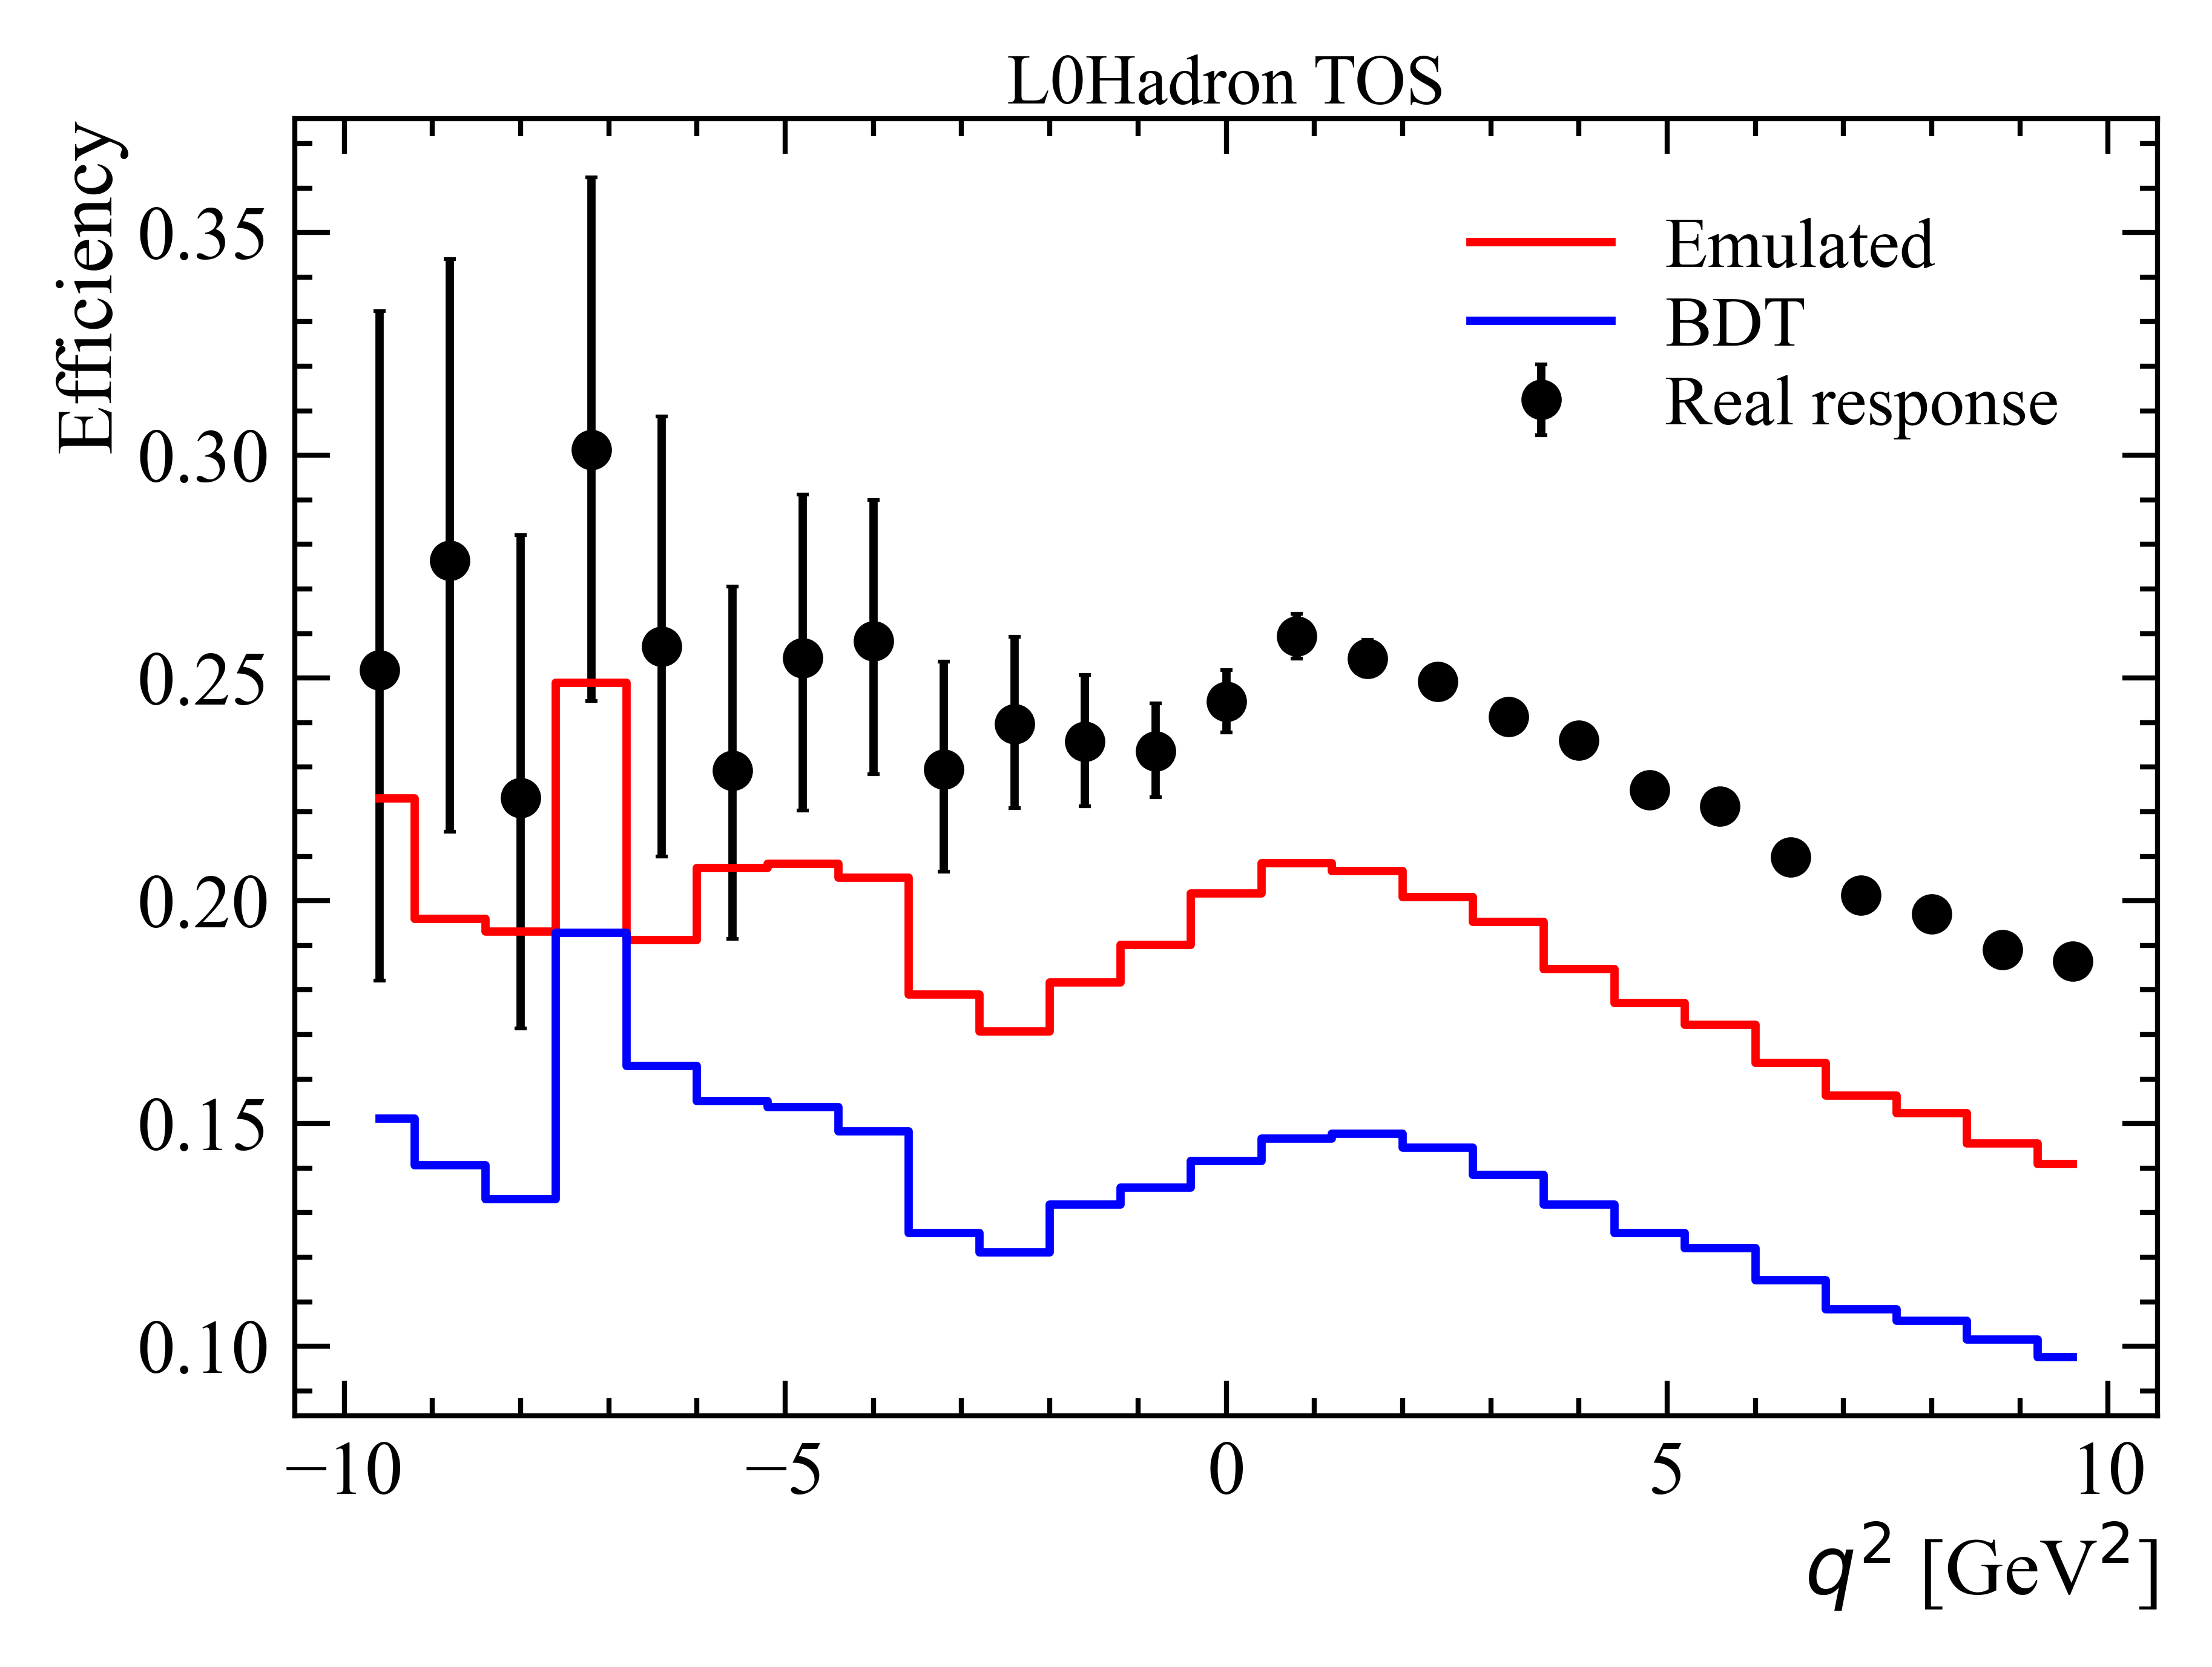 L0Hadron TOS
Efficiency
0.35
0.30
0.25
0.20
0.15
0.10
Emulated
BDT
Real response
−10 −5 0 5 10
q² [GeV²]